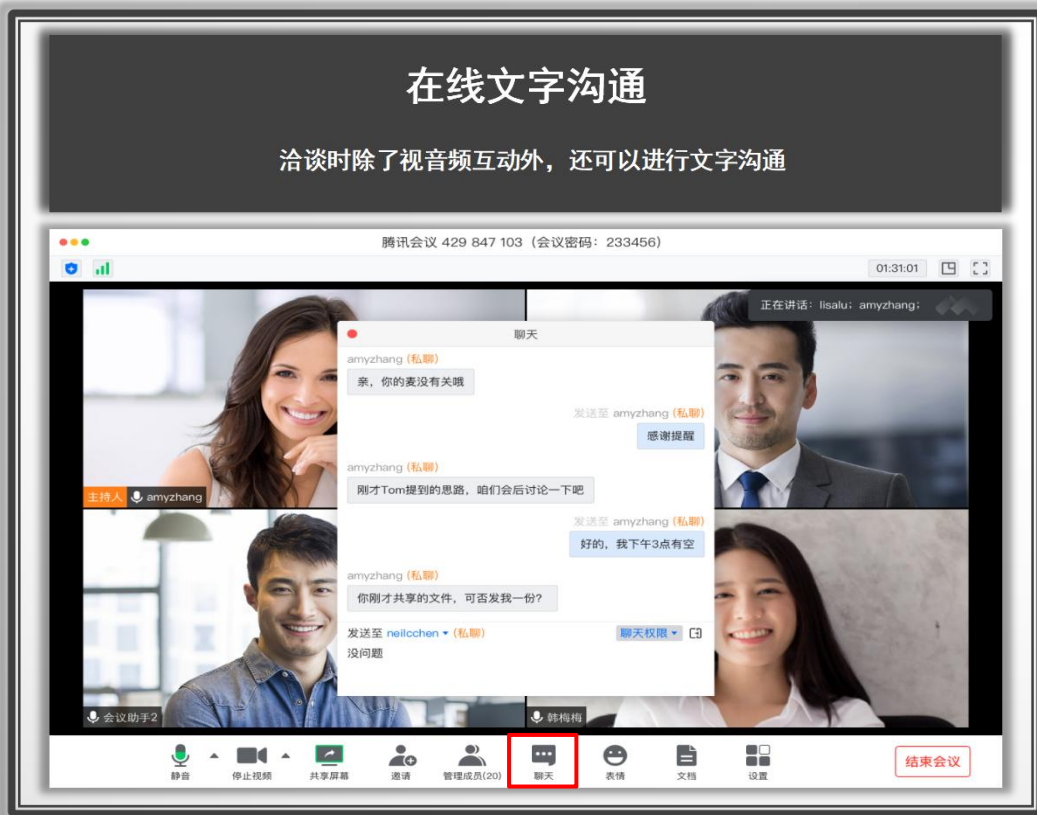 在线文字沟通
洽谈时除了视音频互动外，还可以进行文字沟通
腾讯会议 429 847 103（会议密码：233456）
01:31:01
正在讲话：lisalu；amyzhang；
聊天
amyzhang (私聊)
亲，你的麦没有关哦
发送至 amyzhang (私聊)
感谢提醒
amyzhang (私聊)
刚才Tom提到的思路，咱们会后讨论一下吧
发送至 amyzhang (私聊)
好的，我下午3点有空
amyzhang (私聊)
你刚才共享的文件，可否发我一份?
发送至 neilcchen (私聊) 聊天权限
没问题
主持人 amyzhang
会议助手2
韩梅梅
静音 停止视频 共享屏幕 邀请 管理成员(20) 聊天 表情 文档 设置 结束会议